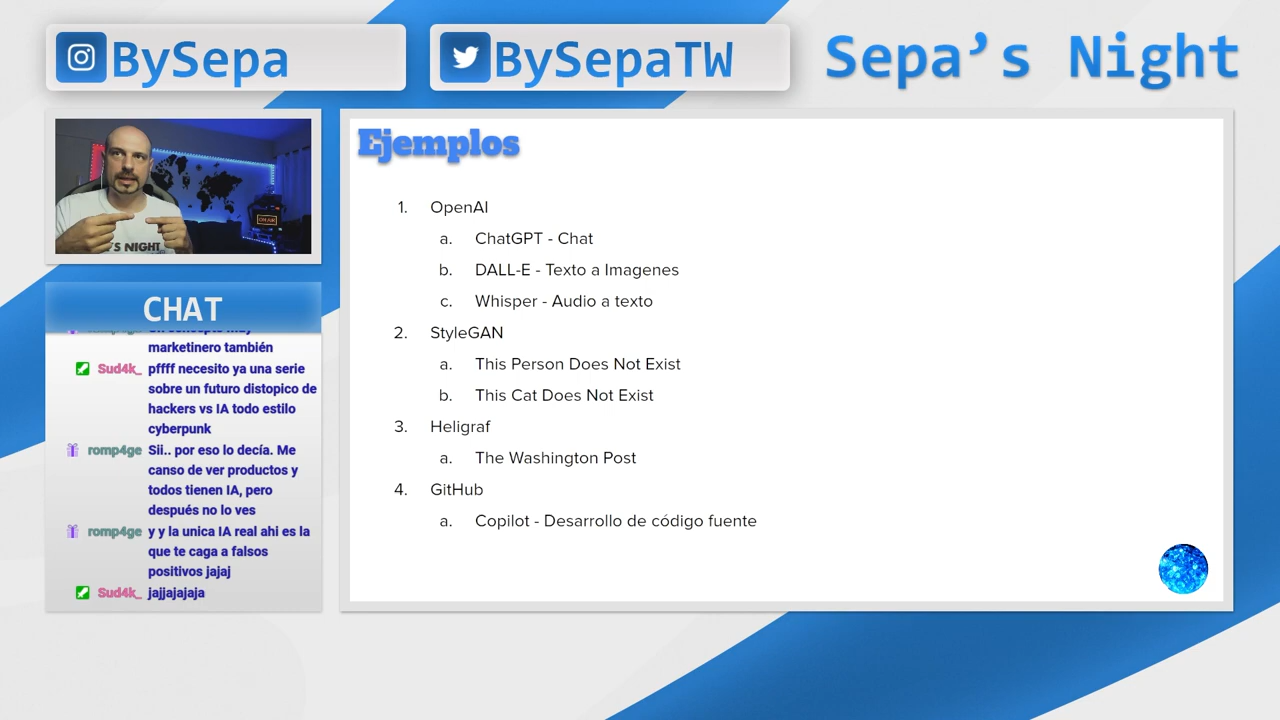 BySepa
BySepaTW
Sepa’s Night
'S NIGHT
ON AIR
Ejemplos
1. OpenAI
a. ChatGPT - Chat
b. DALL-E - Texto a Imagenes
c. Whisper - Audio a texto
2. StyleGAN
a. This Person Does Not Exist
b. This Cat Does Not Exist
3. Heligraf
a. The Washington Post
4. GitHub
a. Copilot - Desarrollo de código fuente
CHAT
marketinero también
Sud4k_ pffff necesito ya una serie
sobre un futuro distopico de
hackers vs IA todo estilo
cyberpunk
romp4ge Sii.. por eso lo decía. Me
canso de ver productos y
todos tienen IA, pero
después no lo ves
romp4ge y y la unica IA real ahi es la
que te caga a falsos
positivos jajaj
Sud4k_ jajjajajaja